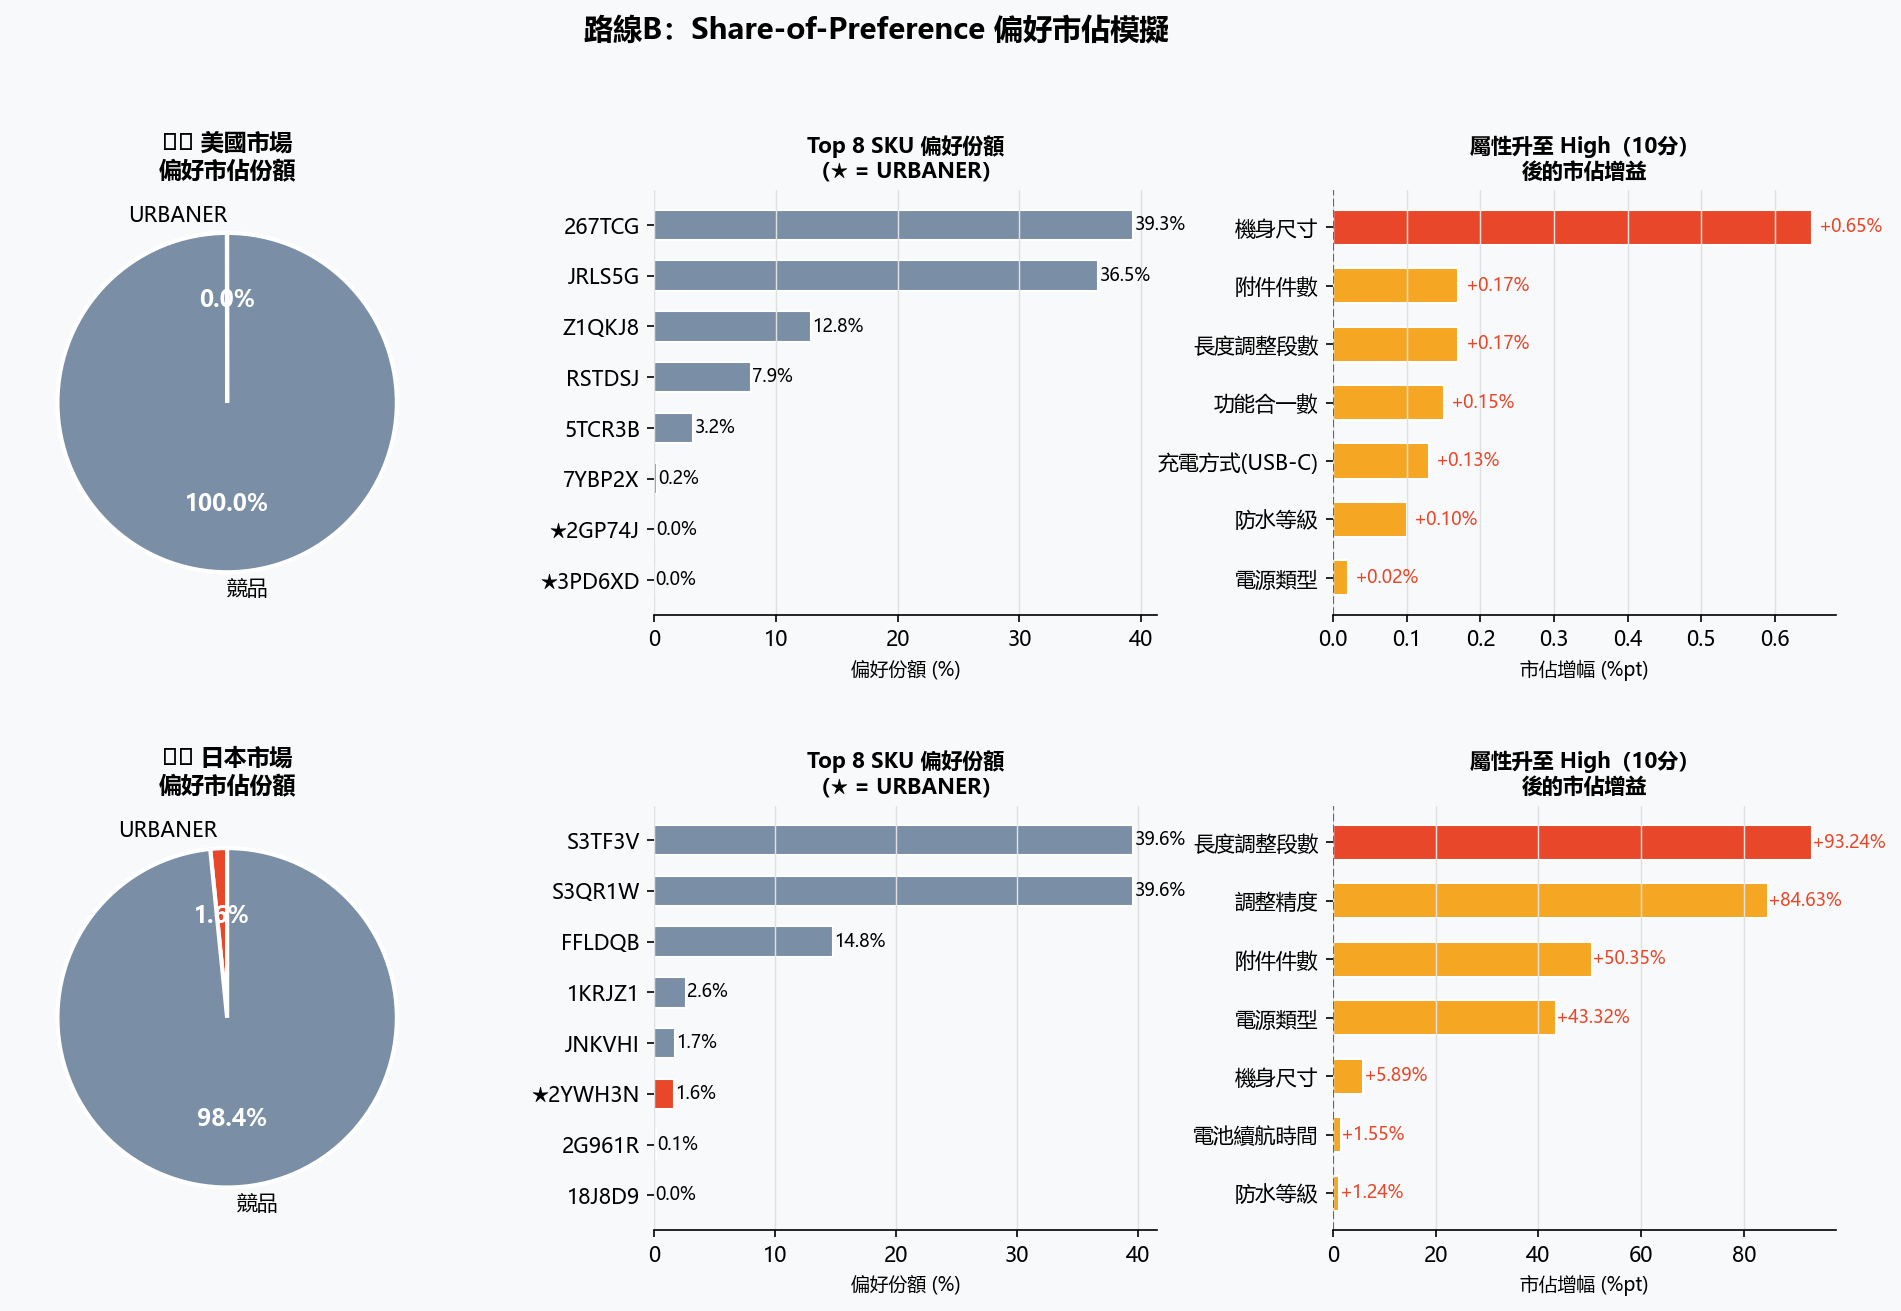 路線B：Share-of-Preference 偏好市佔模擬
美國市場
偏好市佔份額
URBANER
0.0%
100.0%
競品
Top 8 SKU 偏好份額
(★ = URBANER)
267TCG
39.3%
JRLS5G
36.5%
Z1QKJ8
12.8%
RSTDSJ
7.9%
5TCR3B
3.2%
7YBP2X
0.2%
★2GP74J
0.0%
★3PD6XD
0.0%
0 10 20 30 40
偏好份額 (%)
屬性升至 High（10分）
後的市佔增益
機身尺寸
+0.65%
附件件數
+0.17%
長度調整段數
+0.17%
功能合一數
+0.15%
充電方式(USB-C)
+0.13%
防水等級
+0.10%
電源類型
+0.02%
0.0 0.1 0.2 0.3 0.4 0.5 0.6
市佔增幅 (%pt)
日本市場
偏好市佔份額
URBANER
1.6%
98.4%
競品
Top 8 SKU 偏好份額
(★ = URBANER)
S3TF3V
39.6%
S3QR1W
39.6%
FFLDQB
14.8%
1KRJZ1
2.6%
JNKVHI
1.7%
★2YWH3N
1.6%
2G961R
0.1%
18J8D9
0.0%
0 10 20 30 40
偏好份額 (%)
屬性升至 High（10分）
後的市佔增益
長度調整段數
+93.24%
調整精度
+84.63%
附件件數
+50.35%
電源類型
+43.32%
機身尺寸
+5.89%
電池續航時間
+1.55%
防水等級
+1.24%
0 20 40 60 80
市佔增幅 (%pt)